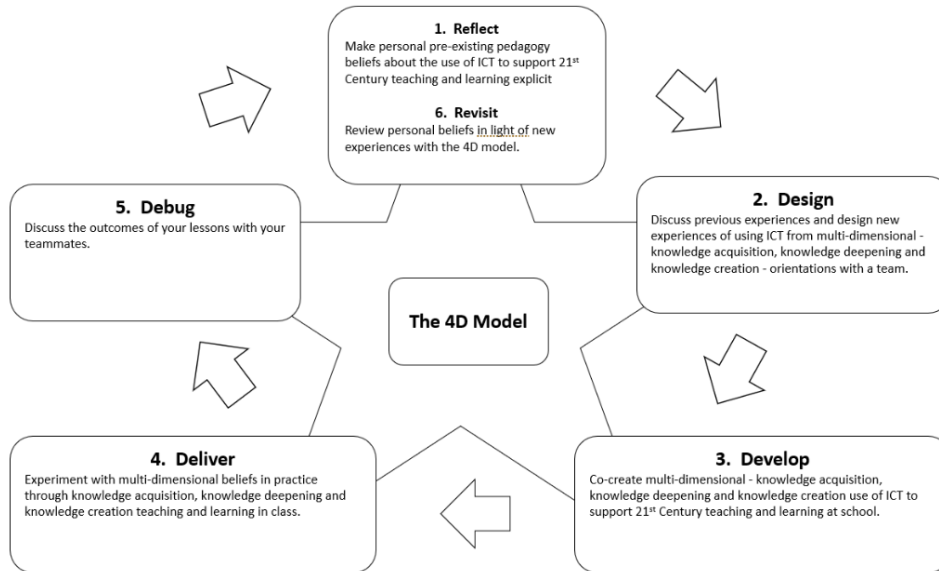 1. Reflect
Make personal pre-existing pedagogy
beliefs about the use of ICT to support 21st
Century teaching and learning explicit
6. Revisit
Review personal beliefs in light of new
experiences with the 4D model.
2. Design
Discuss previous experiences and design new
experiences of using ICT from multi-dimensional -
knowledge acquisition, knowledge deepening and
knowledge creation - orientations with a team.
3. Develop
Co-create multi-dimensional - knowledge acquisition,
knowledge deepening and knowledge creation use of ICT to
support 21st Century teaching and learning at school.
4. Deliver
Experiment with multi-dimensional beliefs in practice
through knowledge acquisition, knowledge deepening and
knowledge creation teaching and learning in class.
5. Debug
Discuss the outcomes of your lessons with your
teammates.
The 4D Model